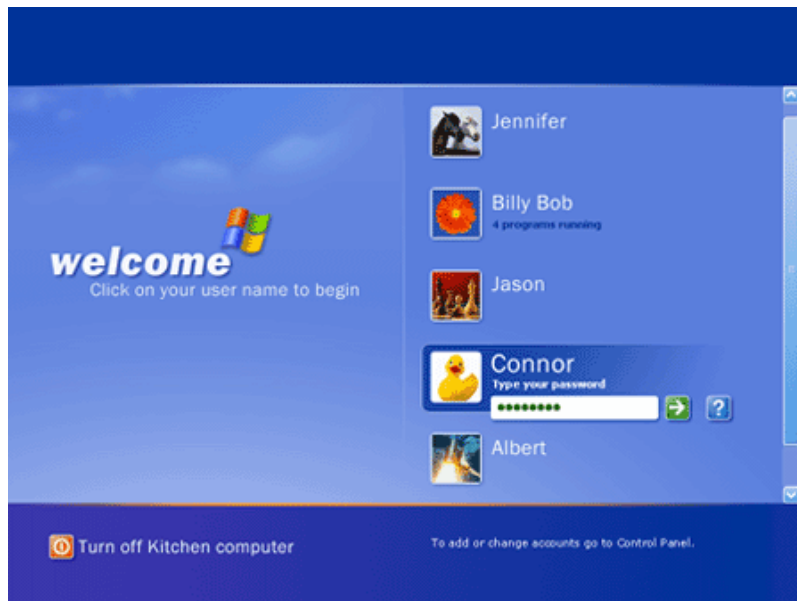 welcome
Click on your user name to begin
Jennifer
Billy Bob
4 programs running
Jason
Connor
Type your password
?
Albert
Turn off Kitchen computer
To add or change accounts go to Control Panel.